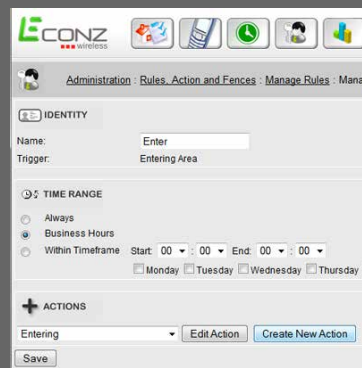 ECONZ
wireless
Administration : Rules, Action and Fences : Manage Rules : Mana
IDENTITY
Name: Enter
Trigger: Entering Area
TIME RANGE
Always
Business Hours
Within Timeframe Start: 00 : 00 End: 00 : 00
Monday Tuesday Wednesday Thursday
ACTIONS
Entering Edit Action Create New Action
Save